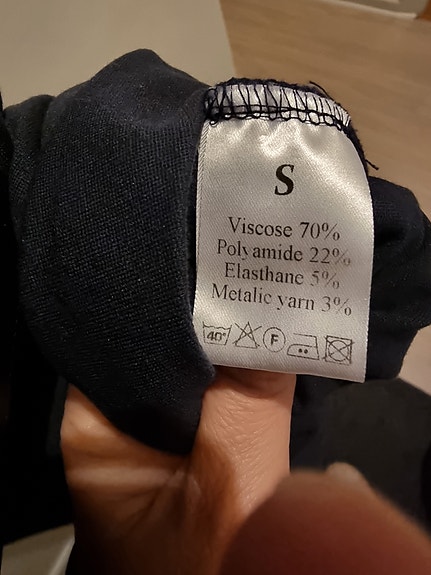 S
Viscose 70%
Polyamide 22%
Elasthane 5%
Metalic yarn 3%
40° F